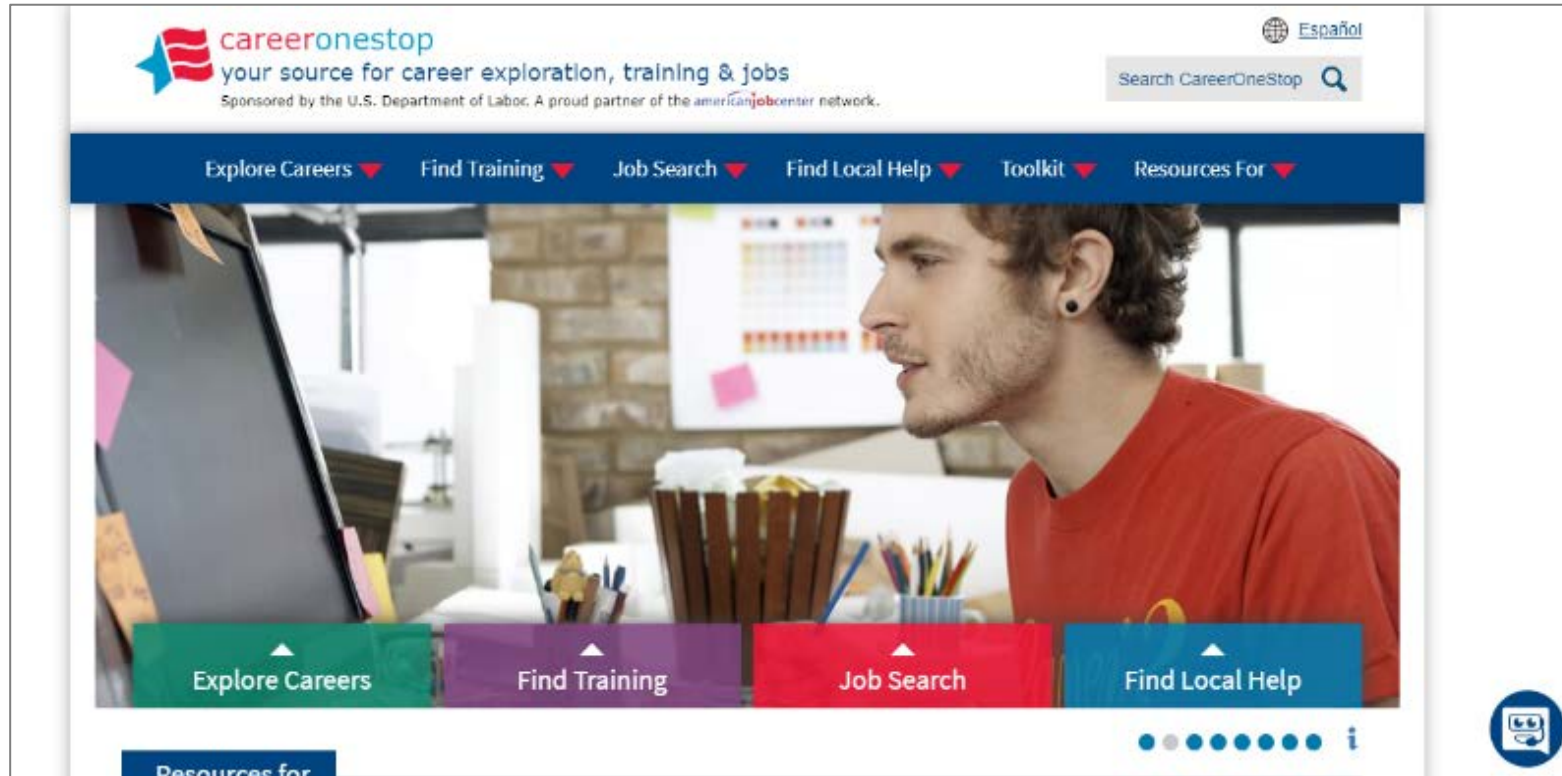 careeronestop
your source for career exploration, training & jobs
Sponsored by the U.S. Department of Labor. A proud partner of the americanjobcenter network.
Español
Search CareerOneStop
Explore Careers Find Training Job Search Find Local Help Toolkit Resources For
Explore Careers Find Training Job Search Find Local Help
i
Resources for